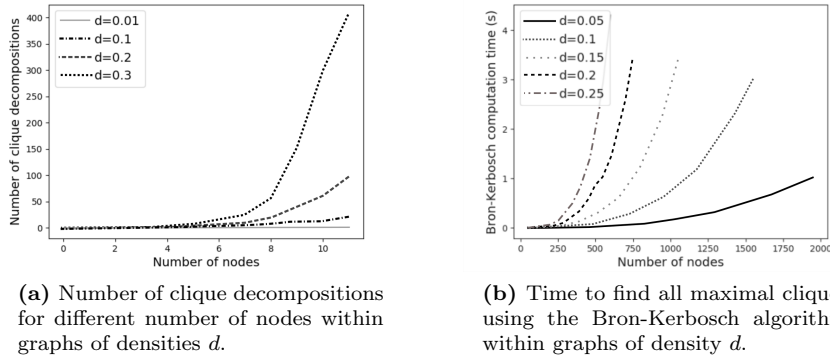 d=0.01
d=0.1
d=0.2
d=0.3
400
350
300
250
200
150
100
50
0
Number of clique decompositions
0 2 4 6 8 10
Number of nodes
d=0.05
d=0.1
d=0.15
d=0.2
d=0.25
4
3
2
1
0
Bron-Kerbosch computation time (s)
0 250 500 750 1000 1250 1500 1750 2000
Number of nodes
(a) Number of clique decompositions
for different number of nodes within
graphs of densities d.
(b) Time to find all maximal cliqu
using the Bron-Kerbosch algorith
within graphs of density d.